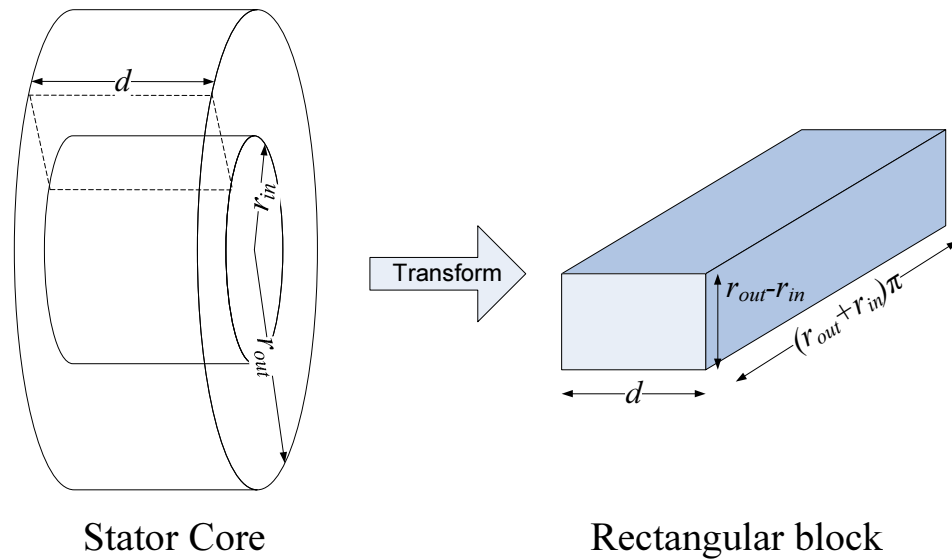 d
r_in
r_out
Transform
r_out-r_in
(r_out+r_in)π
d
Stator Core
Rectangular block